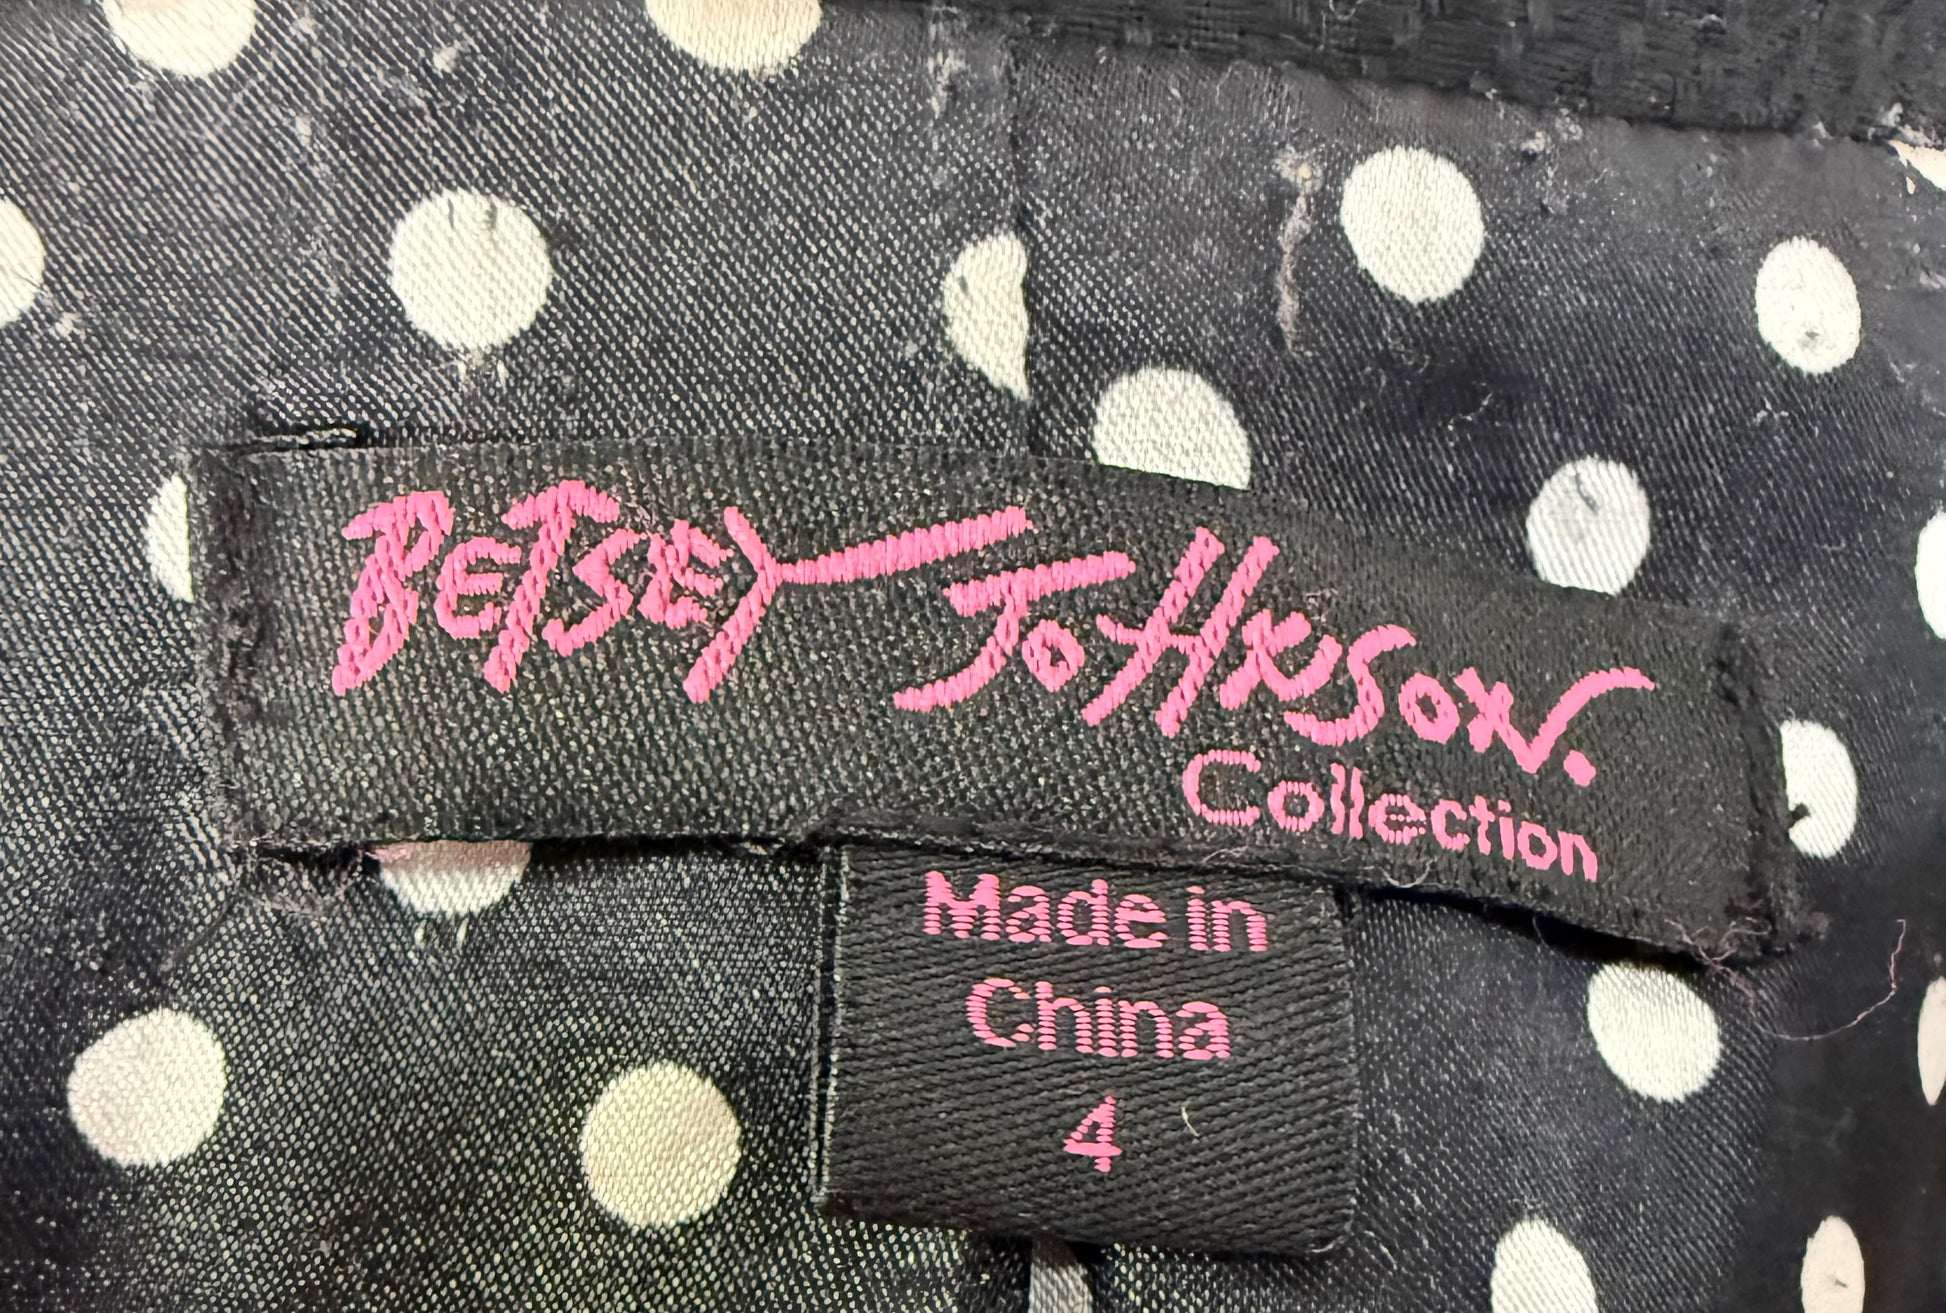 BETSEY JOHNSON.
Collection
Made in
China
4